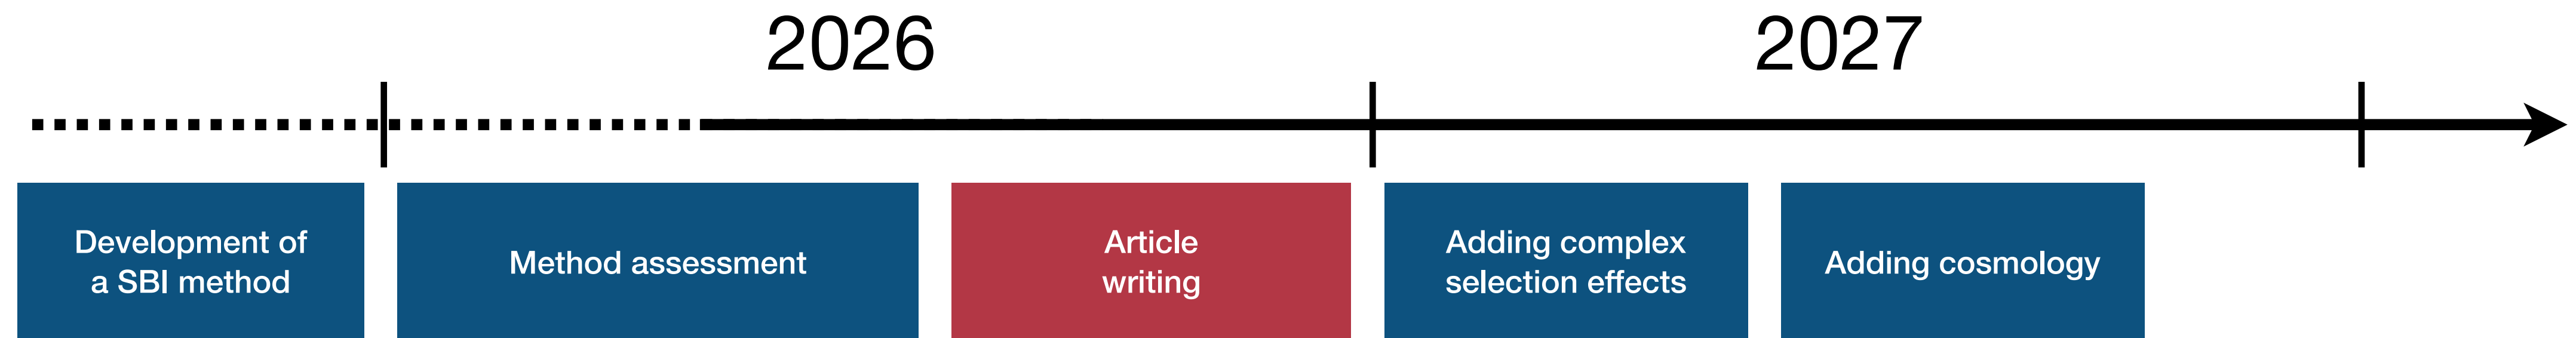 2026
2027
Development of
a SBI method
Method assessment
Article
writing
Adding complex
selection effects
Adding cosmology